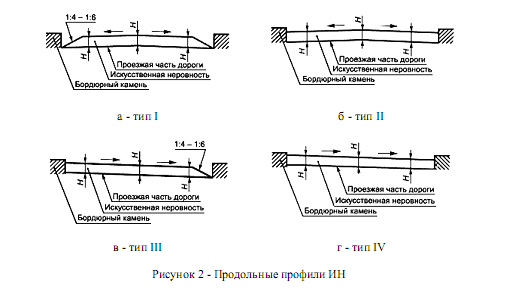 1:4 – 1:6
H
H
H
Проезжая часть дороги
Искусственная неровность
Бордюрный камень
а - тип I
H
H
H
Проезжая часть дороги
Искусственная неровность
Бордюрный камень
б - тип II
1:4 – 1:6
H
H
H
Проезжая часть дороги
Искусственная неровность
Бордюрный камень
в - тип III
H
H
H
Проезжая часть дороги
Искусственная неровность
Бордюрный камень
г - тип IV
Рисунок 2 - Продольные профили ИН